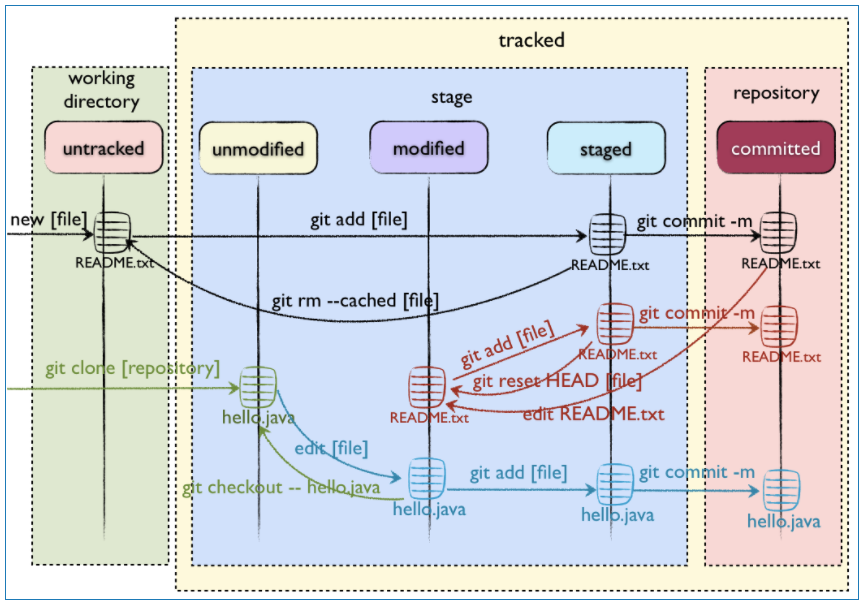 tracked
working
directory
stage
repository
untracked
unmodified
modified
staged
committed
new [file]
git add [file]
git commit -m
README.txt
README.txt
README.txt
git rm --cached [file]
git add [file]
git commit -m
README.txt
README.txt
git clone [repository]
git reset HEAD [file]
hello.java
README.txt
edit README.txt
edit [file]
git add [file]
git commit -m
git checkout -- hello.java
hello.java
hello.java
hello.java